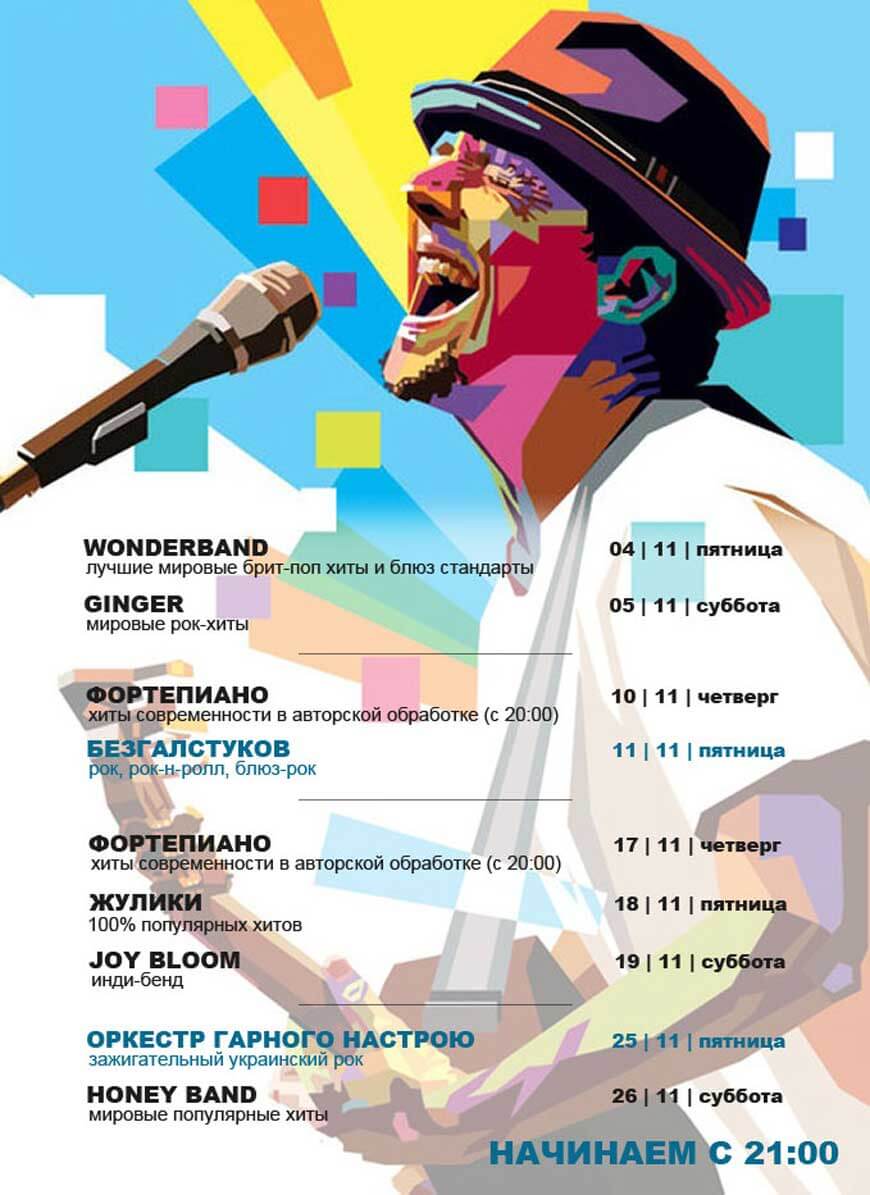 WONDERBAND 04 | 11 | пятница
лучшие мировые брит-поп хиты и блюз стандарты
GINGER 05 | 11 | суббота
мировые рок-хиты
ФОРТЕПИАНО 10 | 11 | четверг
хиты современности в авторской обработке (с 20:00)
БЕЗГАЛСТУКОВ 11 | 11 | пятница
рок, рок-н-ролл, блюз-рок
ФОРТЕПИАНО 17 | 11 | четверг
хиты современности в авторской обработке (с 20:00)
ЖУЛИКИ 18 | 11 | пятница
100% популярных хитов
JOY BLOOM 19 | 11 | суббота
инди-бенд
ОРКЕСТР ГАРНОГО НАСТРОЮ 25 | 11 | пятница
зажигательный украинский рок
HONEY BAND 26 | 11 | суббота
мировые популярные хиты
НАЧИНАЕМ С 21:00